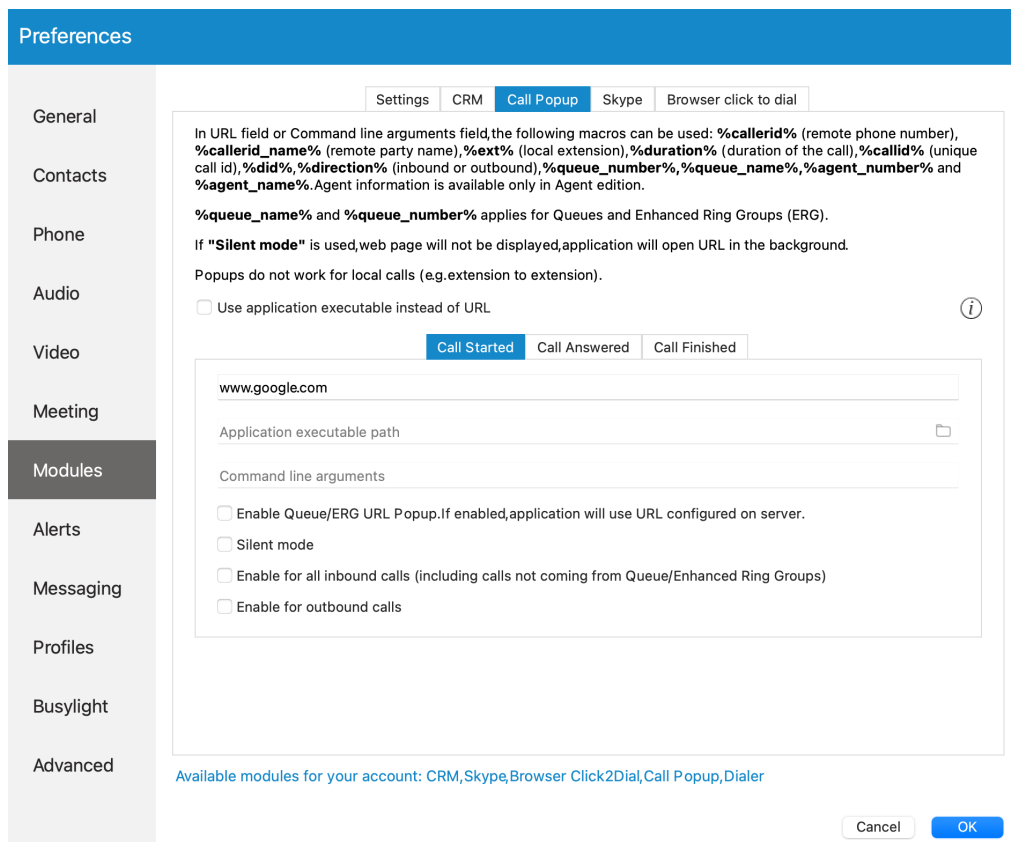 Preferences
General
Contacts
Phone
Audio
Video
Meeting
Modules
Alerts
Messaging
Profiles
Busylight
Advanced
Settings CRM Call Popup Skype Browser click to dial
In URL field or Command line arguments field,the following macros can be used: %callerid% (remote phone number),
%callerid_name% (remote party name),%ext% (local extension),%duration% (duration of the call),%callid% (unique
call id),%did%,%direction% (inbound or outbound),%queue_number%,%queue_name%,%agent_number% and
%agent_name%.Agent information is available only in Agent edition.
%queue_name% and %queue_number% applies for Queues and Enhanced Ring Groups (ERG).
If "Silent mode" is used,web page will not be displayed,application will open URL in the background.
Popups do not work for local calls (e.g.extension to extension).
Use application executable instead of URL
i
Call Started Call Answered Call Finished
www.google.com
Application executable path
Command line arguments
Enable Queue/ERG URL Popup.If enabled,application will use URL configured on server.
Silent mode
Enable for all inbound calls (including calls not coming from Queue/Enhanced Ring Groups)
Enable for outbound calls
Available modules for your account: CRM,Skype,Browser Click2Dial,Call Popup,Dialer
Cancel OK